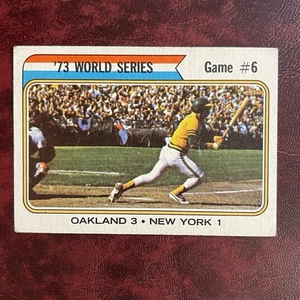 '73 WORLD SERIES Game #6
OAKLAND 3 • NEW YORK 1